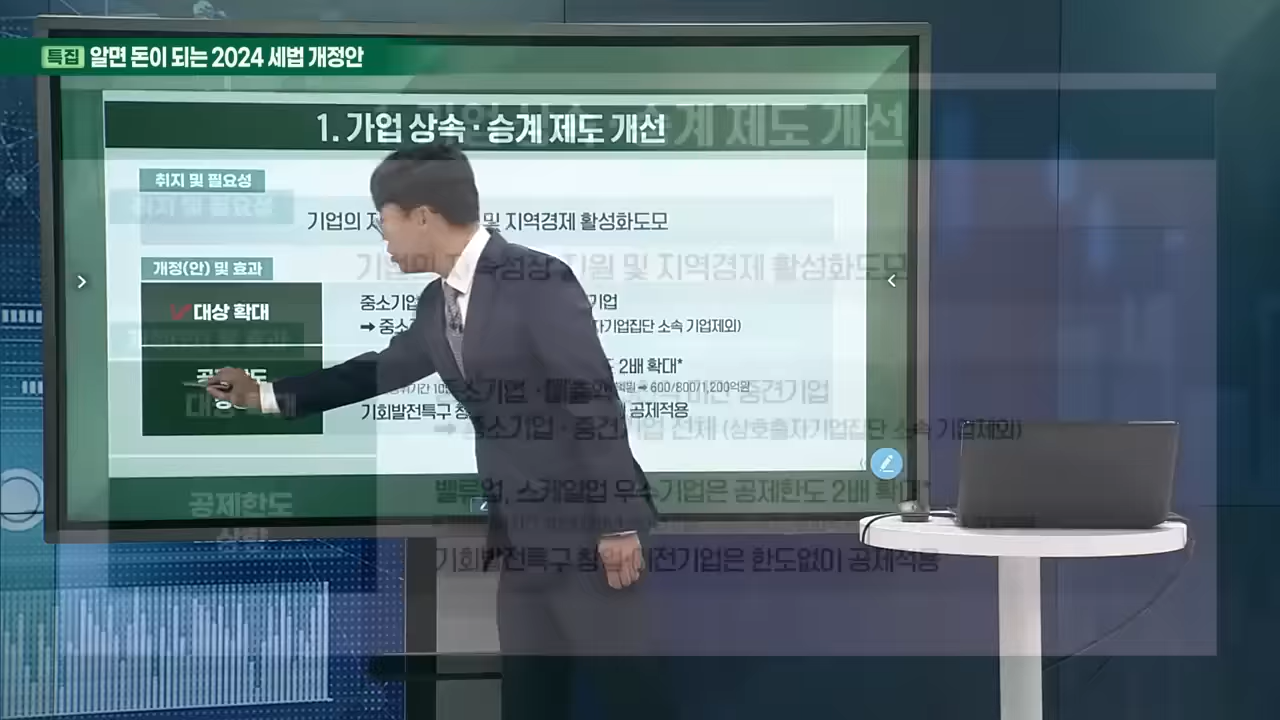 특집 알면 돈이 되는 2024 세법 개정안
1. 가업 상속·승계 제도 개선
취지 및 필요성
기업의 지속성장 지원 및 지역경제 활성화도모
개정(안) 및 효과
대상 확대
중소기업·매출액 미만 중견기업
➡ 중소기업·중견기업 전체 (상호출자기업집단 소속 기업제외)
공제한도
상향
밸류업, 스케일업 우수기업은 공제한도 2배 확대*
➡ 600/800/1,200억원
기회발전특구 창업·이전기업은 한도없이 공제적용